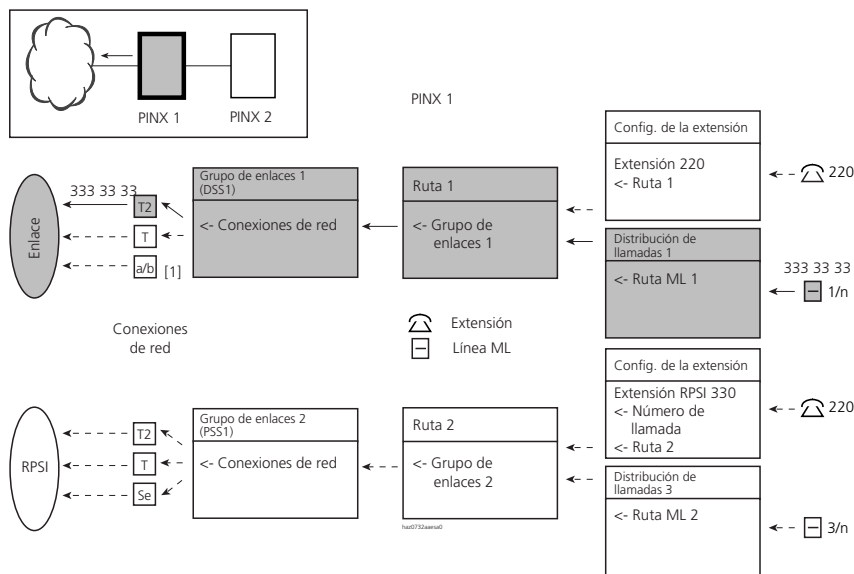 PINX 1
PINX 2
PINX 1
Config. de la extensión
Extensión 220
<- Ruta 1
220
Grupo de enlaces 1
(DSS1)
<- Conexiones de red
Ruta 1
<- Grupo de
enlaces 1
Enlace
333 33 33
T2
T
a/b
[1]
Distribución de
llamadas 1
<- Ruta ML 1
333 33 33
1/n
Conexiones
de red
Extensión
Línea ML
Config. de la extensión
Extensión RPSI 330
<- Número de
llamada
<- Ruta 2
220
RPSI
T2
T
Se
Grupo de enlaces 2
(PSS1)
<- Conexiones de red
Ruta 2
<- Grupo de
enlaces 2
haz0732aaesa0
Distribución de
llamadas 3
<- Ruta ML 2
3/n